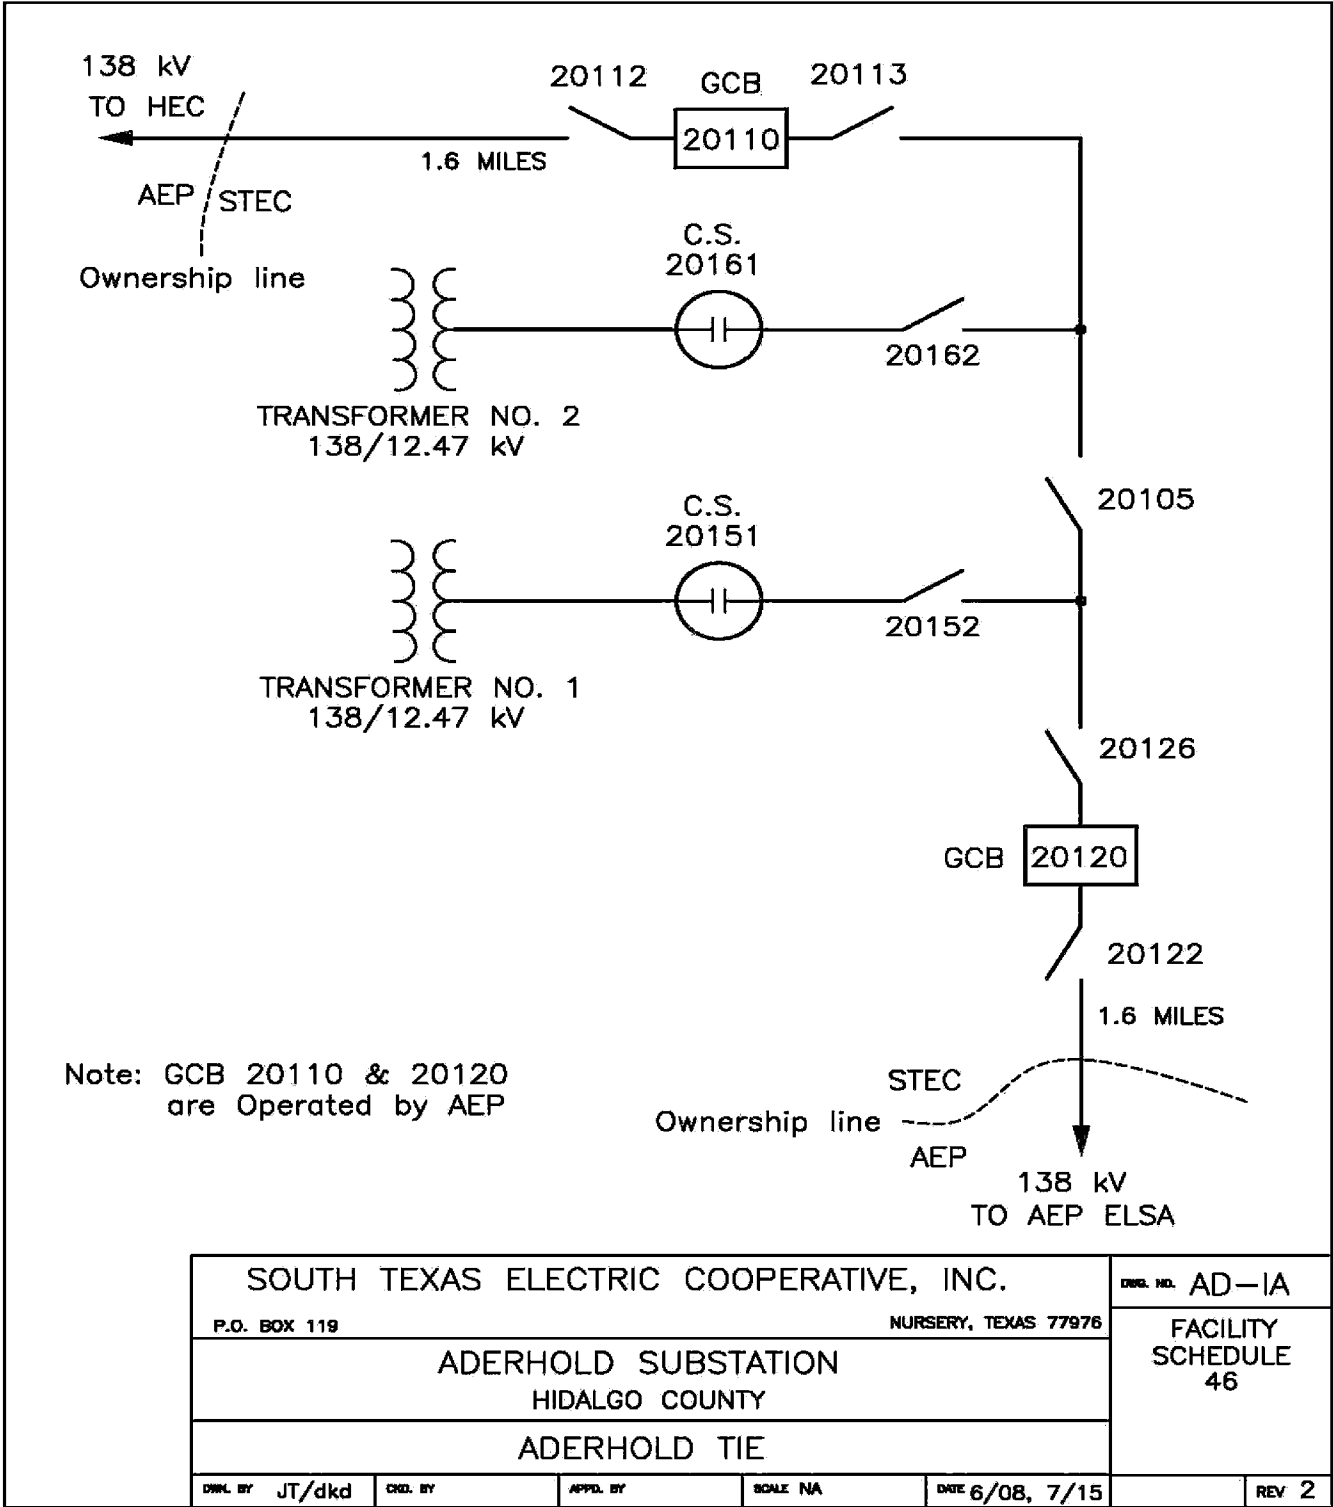 138 kV
TO HEC
20112
GCB
20113
20110
1.6 MILES
AEP
STEC
Ownership line
C.S.
20161
20162
TRANSFORMER NO. 2
138/12.47 kV
20105
C.S.
20151
20152
TRANSFORMER NO. 1
138/12.47 kV
20126
GCB
20120
20122
1.6 MILES
Note: GCB 20110 & 20120
are Operated by AEP
STEC
Ownership line
AEP
138 kV
TO AEP ELSA
SOUTH TEXAS ELECTRIC COOPERATIVE, INC.
P.O. BOX 119
NURSERY, TEXAS 77976
DWG. NO. AD-IA
FACILITY
SCHEDULE
46
ADERHOLD SUBSTATION
HIDALGO COUNTY
ADERHOLD TIE
DWN. BY JT/dkd
CKD. BY
APPD. BY
SCALE NA
DATE 6/08, 7/15
REV 2